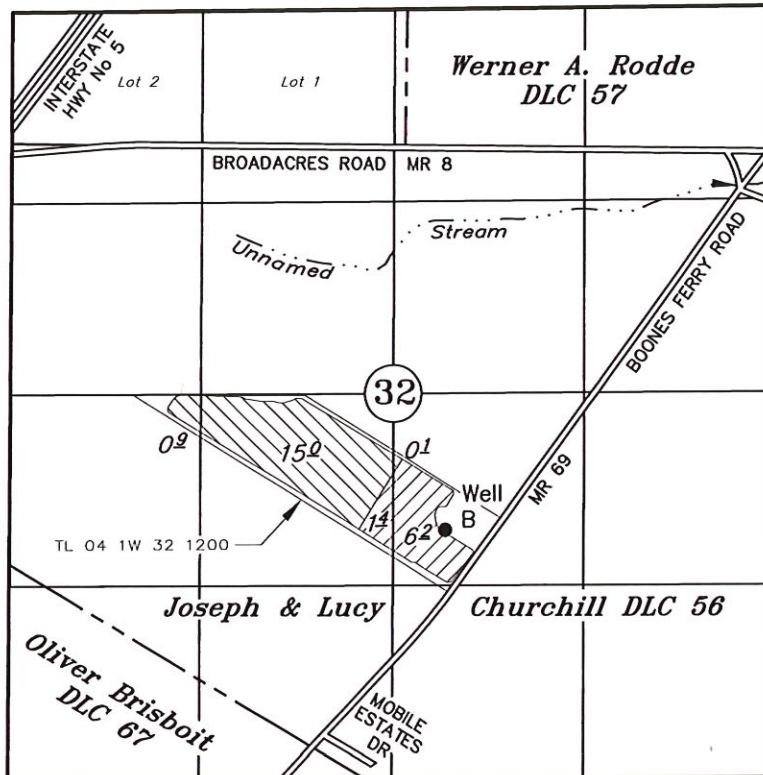 INTERSTATE
HWY No 5
Lot 2
Lot 1
Werner A. Rodde
DLC 57
BROADACRES ROAD MR 8
Unnamed
Stream
BOONES FERRY ROAD
32
0 9
15 0
0 1
Well
B
1 4
6 2
MR 69
TL 04 1W 32 1200
Joseph & Lucy
Churchill DLC 56
Oliver Brisboit
DLC 67
MOBILE
ESTATES
DR